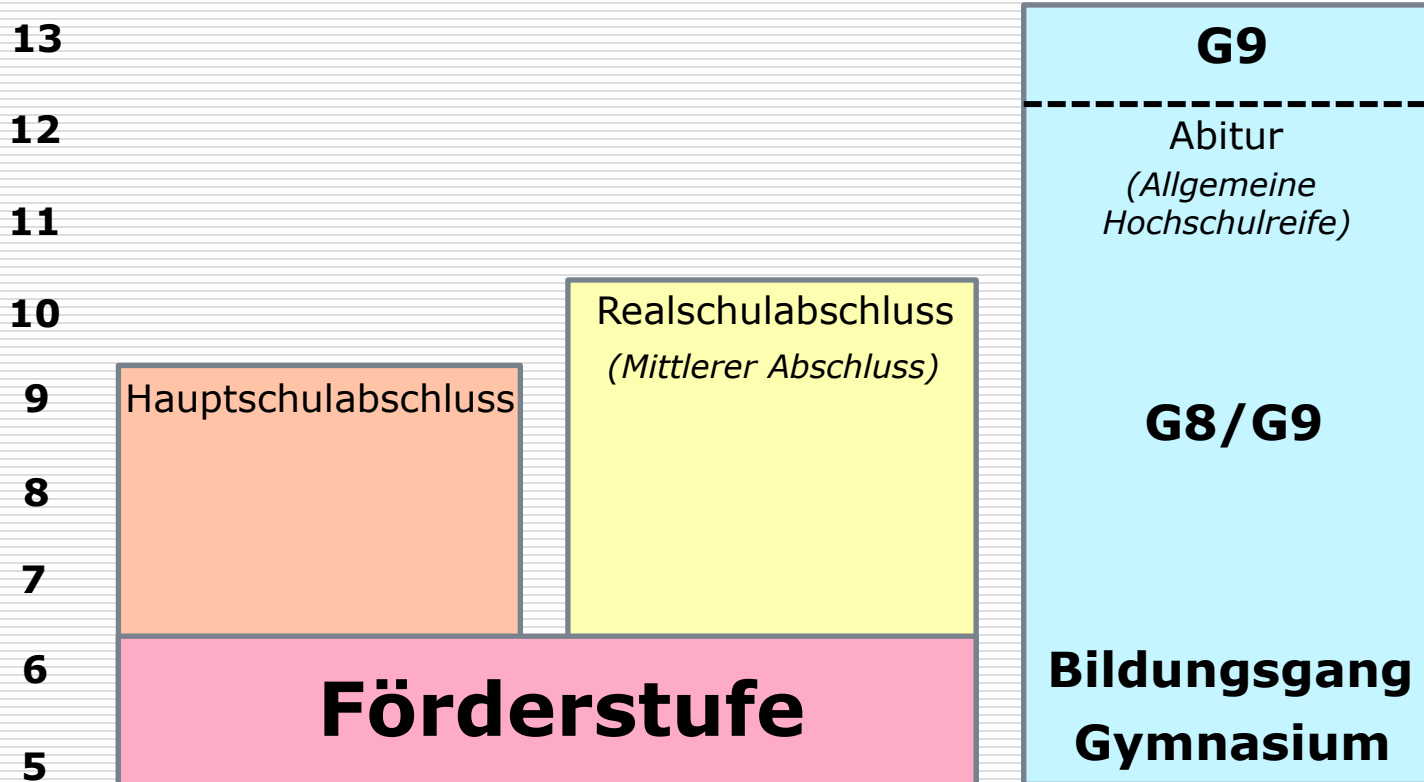 13
G9
12
Abitur
(Allgemeine
Hochschulreife)
11
10
Realschulabschluss
(Mittlerer Abschluss)
9
Hauptschulabschluss
G8/G9
8
7
6
Förderstufe
Bildungsgang
Gymnasium
5